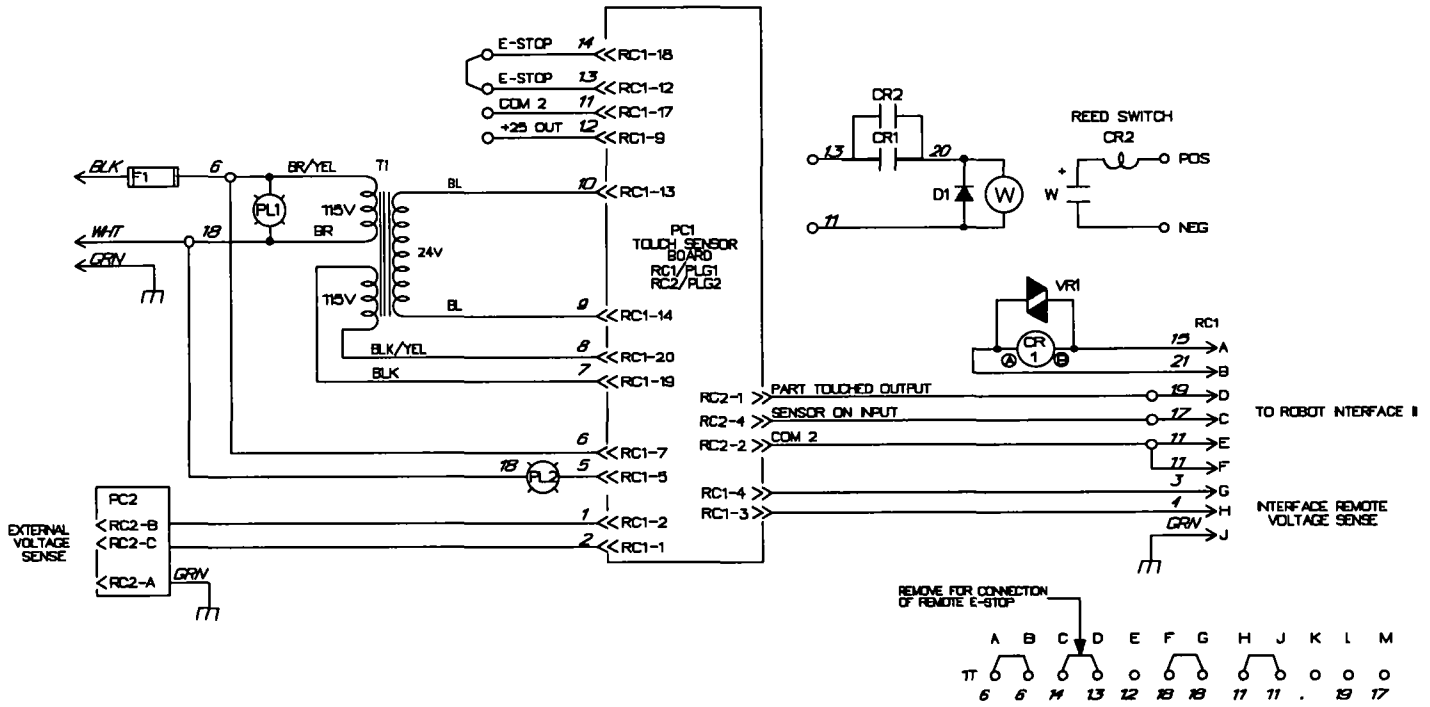 E-STOP 14 RC1-18
E-STOP 13 RC1-12
COM 2 11 RC1-17
+25 OUT 12 RC1-9
BLK F1 6 BR/YEL T1
PL1 115V
WHT 18 BR
GRN
24V
115V
BL 10 RC1-13
BL 9 RC1-14
BLK/YEL 8 RC1-20
BLK 7 RC1-19
6 RC1-7
18 PL2 5 RC1-5
PC2
EXTERNAL
VOLTAGE
SENSE
RC2-B 1 RC1-2
RC2-C 2 RC1-1
RC2-A GRN
PC1
TOUCH SENSOR
BOARD
RC1/PLG1
RC2/PLG2
CR2
CR1
13 20
D1 W
11
REED SWITCH
CR2
+ POS
W
NEG
VR1
CR
1
A B
RC1
15 A
21 B
RC2-1 PART TOUCHED OUTPUT 19 D
RC2-4 SENSOR ON INPUT 17 C
RC2-2 COM 2 11 E
11 F
RC1-4 3 G
RC1-3 4 H
GRN J
TO ROBOT INTERFACE II
INTERFACE REMOTE
VOLTAGE SENSE
REMOVE FOR CONNECTION
OF REMOTE E-STOP
A B C D E F G H J K L M
TT
6 6 14 13 12 18 18 11 11 . 19 17